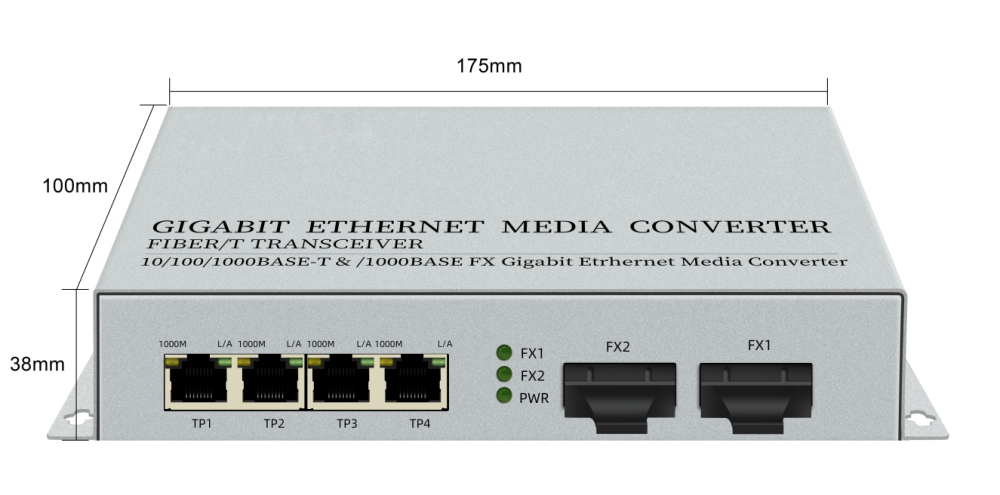 175mm
100mm
GIGABIT ETHERNET MEDIA CONVERTER
FIBER/T TRANSCEIVER
10/100/1000BASE-T & /1000BASE FX Gigabit Etrhernet Media Converter
38mm
1000M L/A 1000M L/A 1000M L/A 1000M L/A
TP1 TP2 TP3 TP4
FX1
FX2
PWR
FX2 FX1